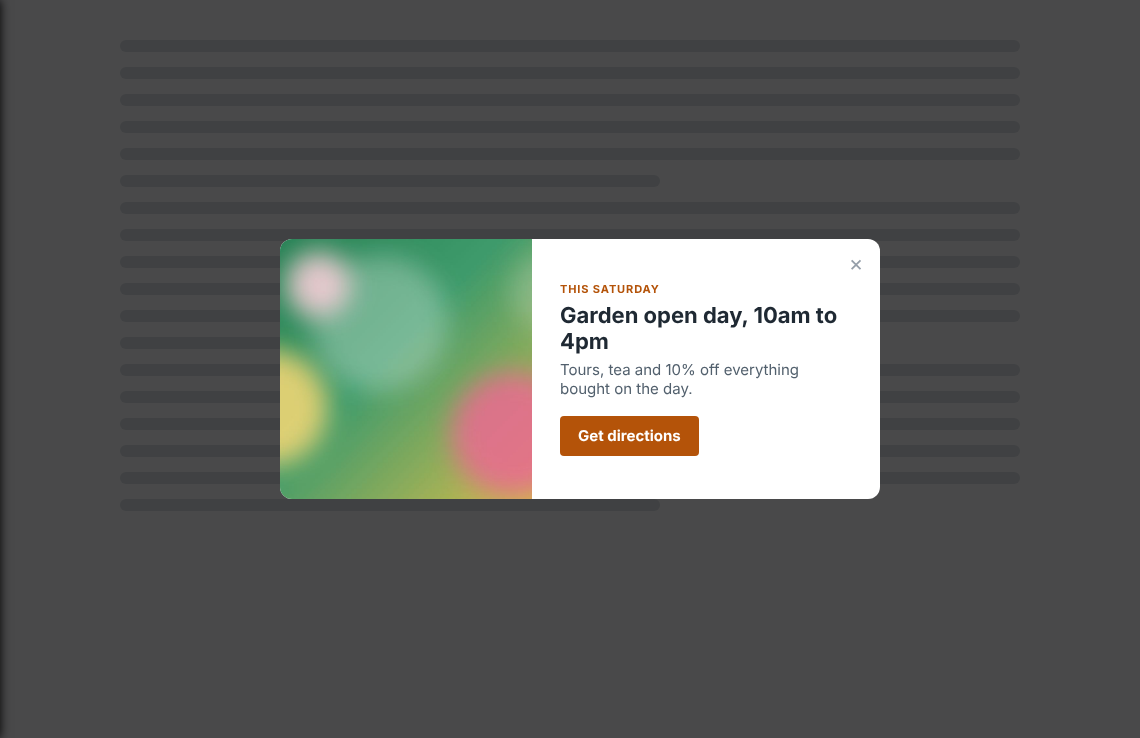 THIS SATURDAY
Garden open day, 10am to
4pm
Tours, tea and 10% off everything
bought on the day.
Get directions